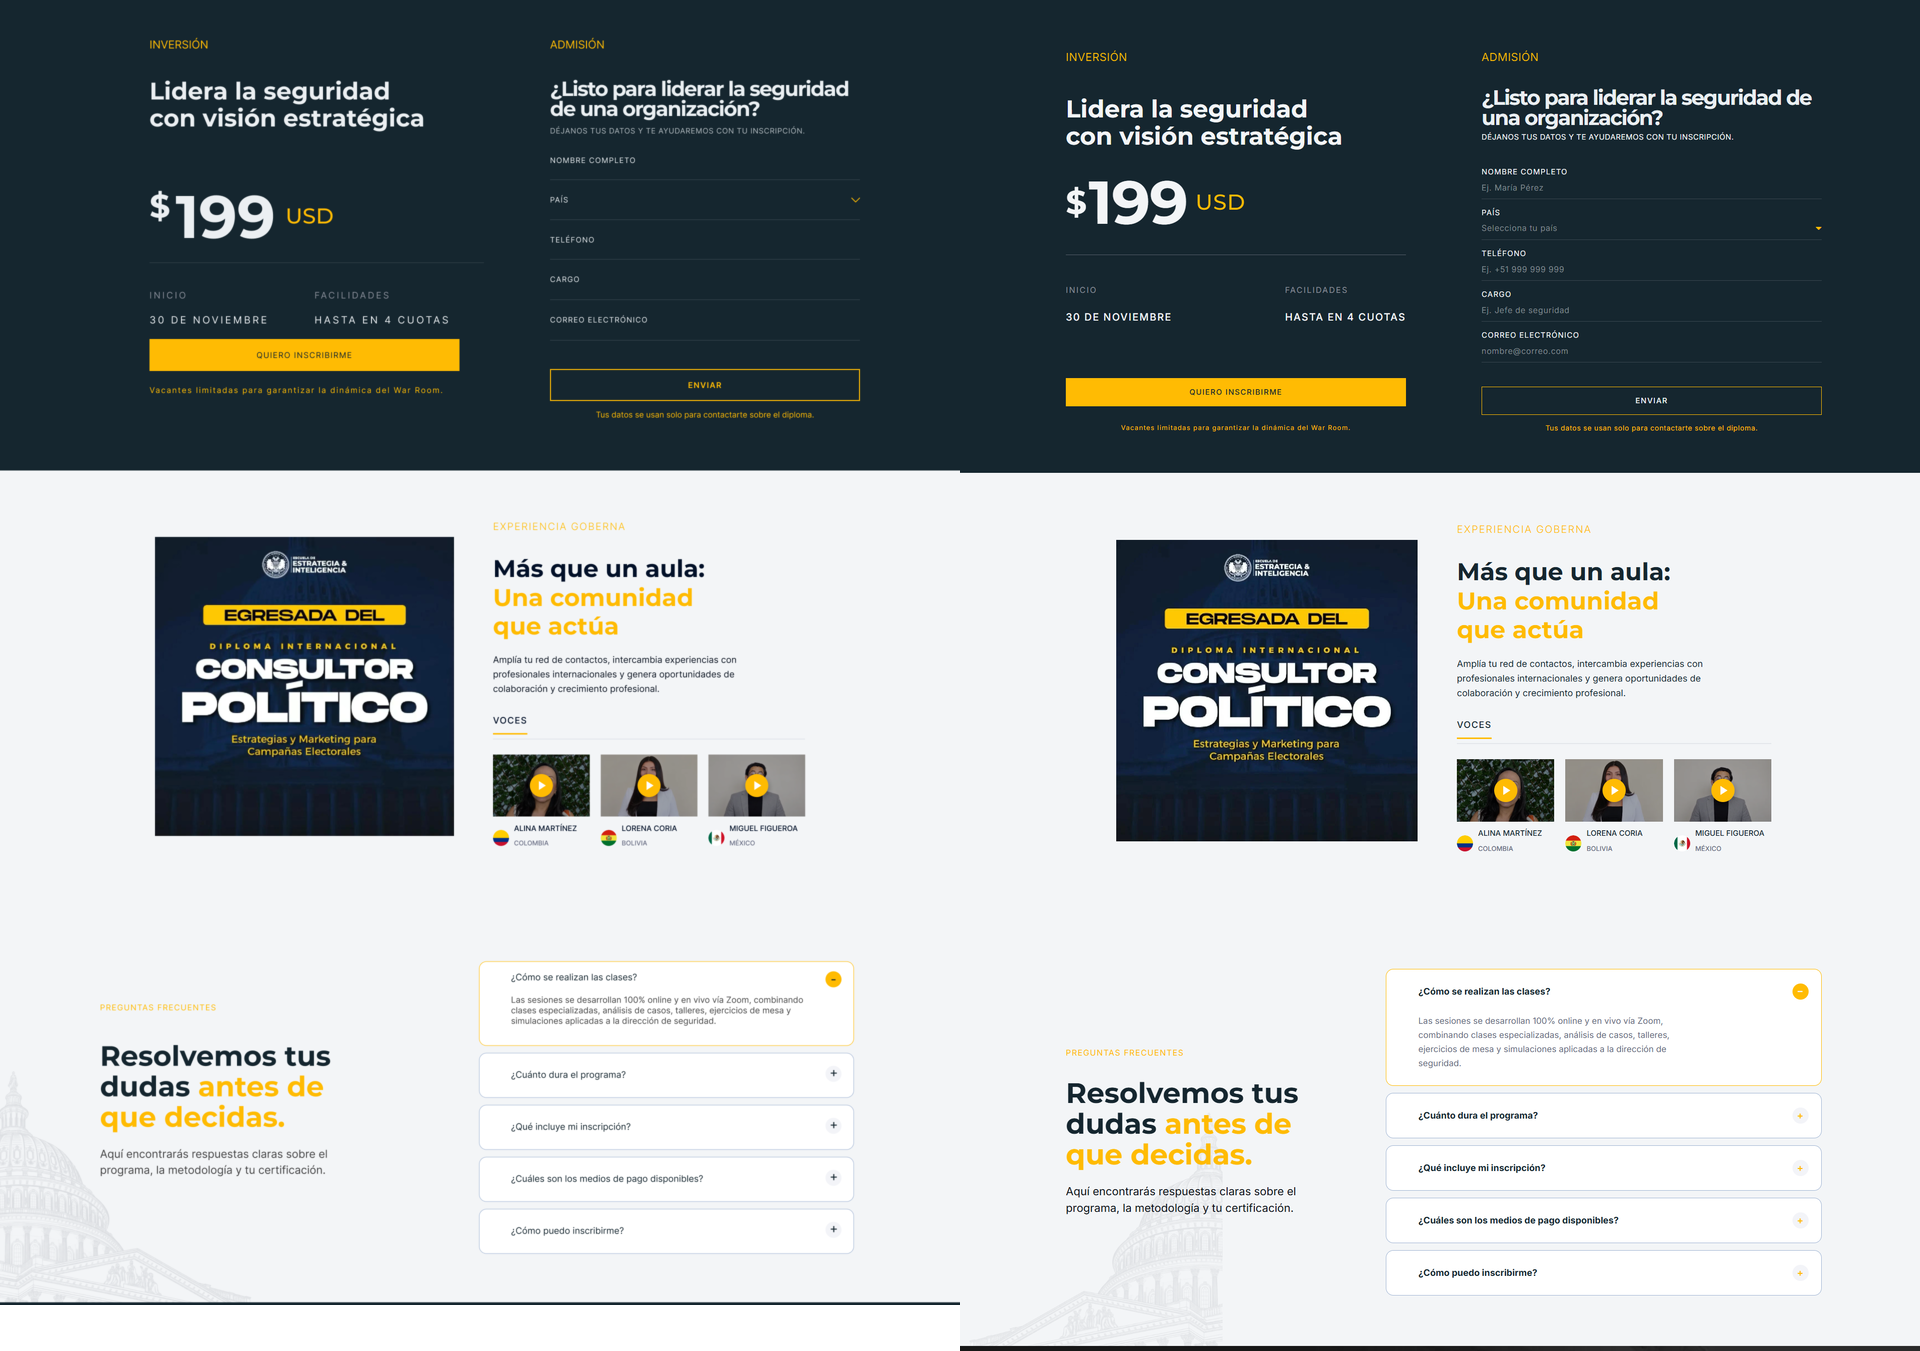 INVERSIÓN
Lidera la seguridad
con visión estratégica
$199 USD
INICIO
30 DE NOVIEMBRE
FACILIDADES
HASTA EN 4 CUOTAS
QUIERO INSCRIBIRME
Vacantes limitadas para garantizar la dinámica del War Room.
ADMISIÓN
¿Listo para liderar la seguridad
de una organización?
DÉJANOS TUS DATOS Y TE AYUDAREMOS CON TU INSCRIPCIÓN.
NOMBRE COMPLETO
PAÍS
TELÉFONO
CARGO
CORREO ELECTRÓNICO
ENVIAR
Tus datos se usan solo para contactarte sobre el diploma.
ESCUELA DE
ESTRATEGIA &
INTELIGENCIA
EGRESADA DEL
DIPLOMA INTERNACIONAL
CONSULTOR
POLÍTICO
Estrategias y Marketing para
Campañas Electorales
EXPERIENCIA GOBERNA
Más que un aula:
Una comunidad
que actúa
Amplía tu red de contactos, intercambia experiencias con
profesionales internacionales y genera oportunidades de
colaboración y crecimiento profesional.
VOCES
ALINA MARTÍNEZ
COLOMBIA
LORENA CORIA
BOLIVIA
MIGUEL FIGUEROA
MÉXICO
PREGUNTAS FRECUENTES
Resolvemos tus
dudas antes de
que decidas.
Aquí encontrarás respuestas claras sobre el
programa, la metodología y tu certificación.
¿Cómo se realizan las clases?
Las sesiones se desarrollan 100% online y en vivo vía Zoom, combinando
clases especializadas, análisis de casos, talleres, ejercicios de mesa y
simulaciones aplicadas a la dirección de seguridad.
¿Cuánto dura el programa?
¿Qué incluye mi inscripción?
¿Cuáles son los medios de pago disponibles?
¿Cómo puedo inscribirme?
INVERSIÓN
Lidera la seguridad
con visión estratégica
$199 USD
INICIO
30 DE NOVIEMBRE
FACILIDADES
HASTA EN 4 CUOTAS
QUIERO INSCRIBIRME
Vacantes limitadas para garantizar la dinámica del War Room.
ADMISIÓN
¿Listo para liderar la seguridad de
una organización?
DÉJANOS TUS DATOS Y TE AYUDAREMOS CON TU INSCRIPCIÓN.
NOMBRE COMPLETO
Ej. María Pérez
PAÍS
Selecciona tu país
TELÉFONO
Ej. +51 999 999 999
CARGO
Ej. Jefe de seguridad
CORREO ELECTRÓNICO
nombre@correo.com
ENVIAR
Tus datos se usan solo para contactarte sobre el diploma.
ESCUELA DE
ESTRATEGIA &
INTELIGENCIA
EGRESADA DEL
DIPLOMA INTERNACIONAL
CONSULTOR
POLÍTICO
Estrategias y Marketing para
Campañas Electorales
EXPERIENCIA GOBERNA
Más que un aula:
Una comunidad
que actúa
Amplía tu red de contactos, intercambia experiencias con
profesionales internacionales y genera oportunidades de
colaboración y crecimiento profesional.
VOCES
ALINA MARTÍNEZ
COLOMBIA
LORENA CORIA
BOLIVIA
MIGUEL FIGUEROA
MÉXICO
PREGUNTAS FRECUENTES
Resolvemos tus
dudas antes de
que decidas.
Aquí encontrarás respuestas claras sobre el
programa, la metodología y tu certificación.
¿Cómo se realizan las clases?
Las sesiones se desarrollan 100% online y en vivo vía Zoom,
combinando clases especializadas, análisis de casos, talleres,
ejercicios de mesa y simulaciones aplicadas a la dirección de
seguridad.
¿Cuánto dura el programa?
¿Qué incluye mi inscripción?
¿Cuáles son los medios de pago disponibles?
¿Cómo puedo inscribirme?